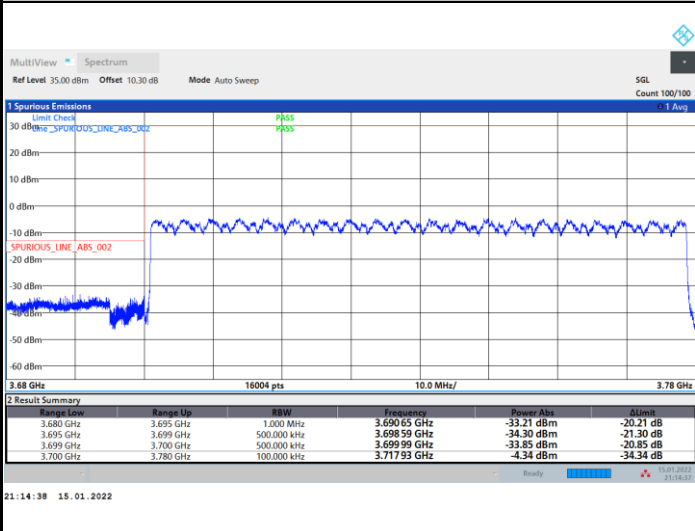 MultiView Spectrum
Ref Level 35.00 dBm Offset 10.30 dB Mode Auto Sweep SGL
Count 100/100
1 Spurious Emissions 1 Avg
Limit Check PASS
30 dBm Line _SPURIOUS_LINE_ABS_002 PASS
20 dBm
10 dBm
0 dBm
-10 dBm
_SPURIOUS_LINE_ABS_002
-20 dBm
-30 dBm
-40 dBm
-50 dBm
-60 dBm
3.68 GHz 16004 pts 10.0 MHz/ 3.78 GHz
2 Result Summary
Range Low Range Up RBW Frequency Power Abs ΔLimit
3.680 GHz 3.695 GHz 1.000 MHz 3.690 65 GHz -33.21 dBm -20.21 dB
3.695 GHz 3.699 GHz 500.000 kHz 3.698 59 GHz -34.30 dBm -21.30 dB
3.699 GHz 3.700 GHz 500.000 kHz 3.699 99 GHz -33.85 dBm -20.85 dB
3.700 GHz 3.780 GHz 100.000 kHz 3.717 93 GHz -4.34 dBm -34.34 dB
Ready 15.01.2022
21:14:37
21:14:38 15.01.2022